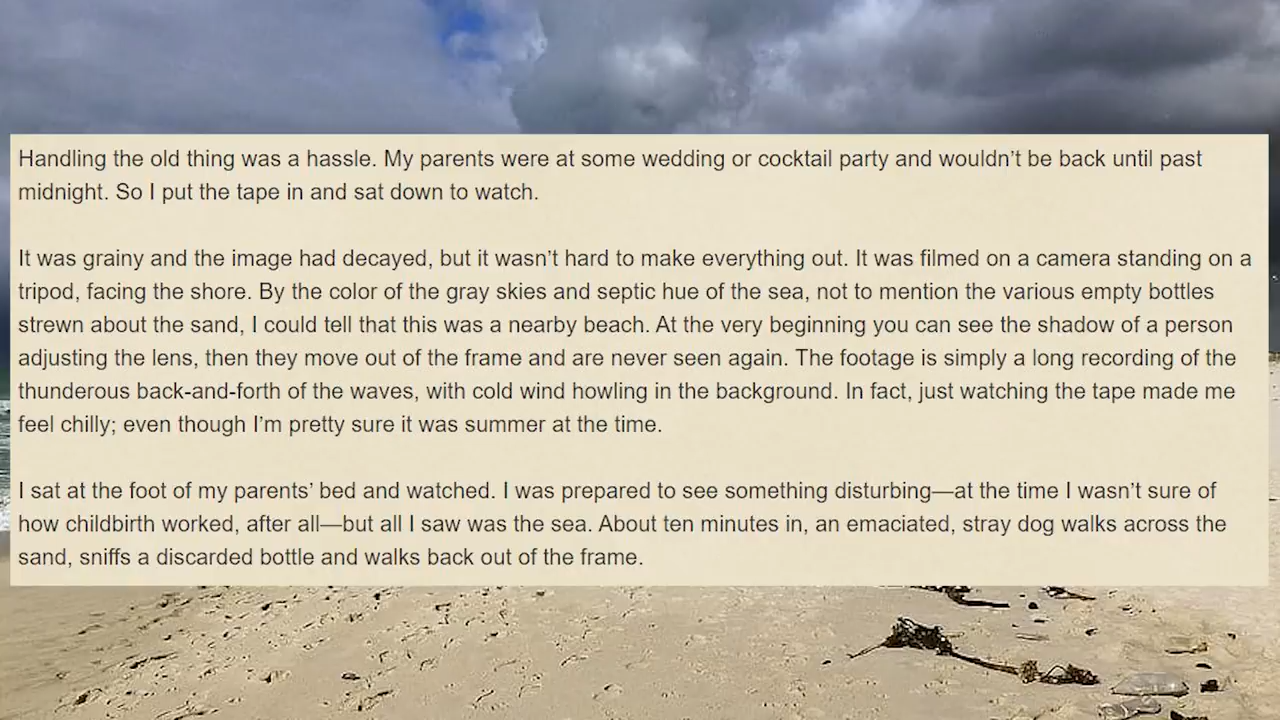 Handling the old thing was a hassle. My parents were at some wedding or cocktail party and wouldn’t be back until past
midnight. So I put the tape in and sat down to watch.
It was grainy and the image had decayed, but it wasn’t hard to make everything out. It was filmed on a camera standing on a
tripod, facing the shore. By the color of the gray skies and septic hue of the sea, not to mention the various empty bottles
strewn about the sand, I could tell that this was a nearby beach. At the very beginning you can see the shadow of a person
adjusting the lens, then they move out of the frame and are never seen again. The footage is simply a long recording of the
thunderous back-and-forth of the waves, with cold wind howling in the background. In fact, just watching the tape made me
feel chilly; even though I’m pretty sure it was summer at the time.
I sat at the foot of my parents’ bed and watched. I was prepared to see something disturbing—at the time I wasn’t sure of
how childbirth worked, after all—but all I saw was the sea. About ten minutes in, an emaciated, stray dog walks across the
sand, sniffs a discarded bottle and walks back out of the frame.